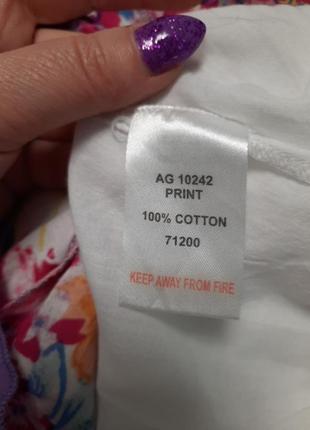 AG 10242
PRINT
100% COTTON
71200
KEEP AWAY FROM FIRE